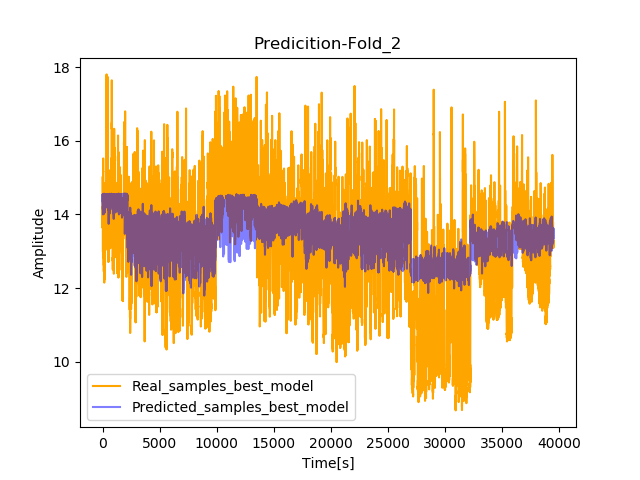 Predicition-Fold_2
Amplitude
18
16
14
12
10
Real_samples_best_model
Predicted_samples_best_model
0 5000 10000 15000 20000 25000 30000 35000 40000
Time[s]